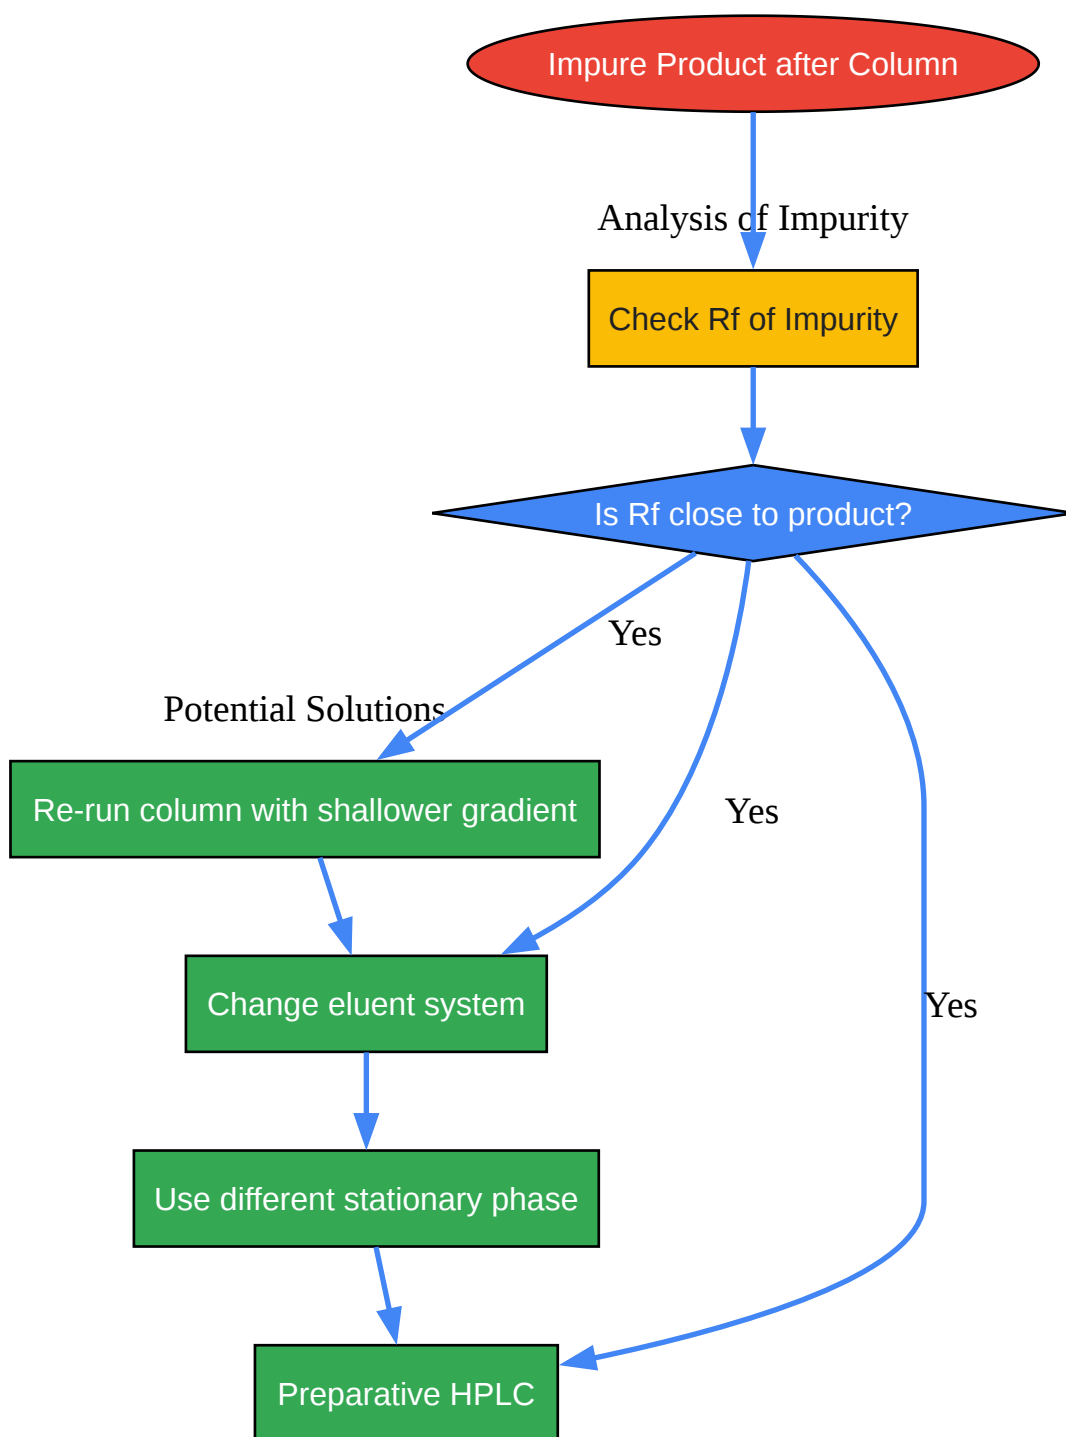 Impure Product after Column
Analysis of Impurity
Check Rf of Impurity
Is Rf close to product?
Yes
Potential Solutions
Re-run column with shallower gradient
Yes
Change eluent system
Yes
Use different stationary phase
Preparative HPLC